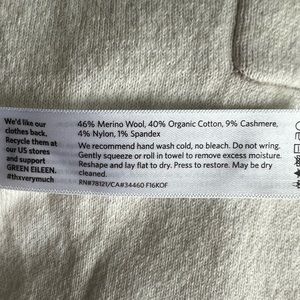 We'd like our
clothes back.
Recycle them at
our US stores
and support
GREEN EILEEN.
#thxverymuch
46% Merino Wool, 40% Organic Cotton, 9% Cashmere,
4% Nylon, 1% Spandex
We recommend hand wash cold, no bleach. Do not wring.
Gently squeeze or roll in towel to remove excess moisture.
Reshape and lay flat to dry. Press to restore. May be dry
cleaned.
RN#78121/CA#34460 F16KOF